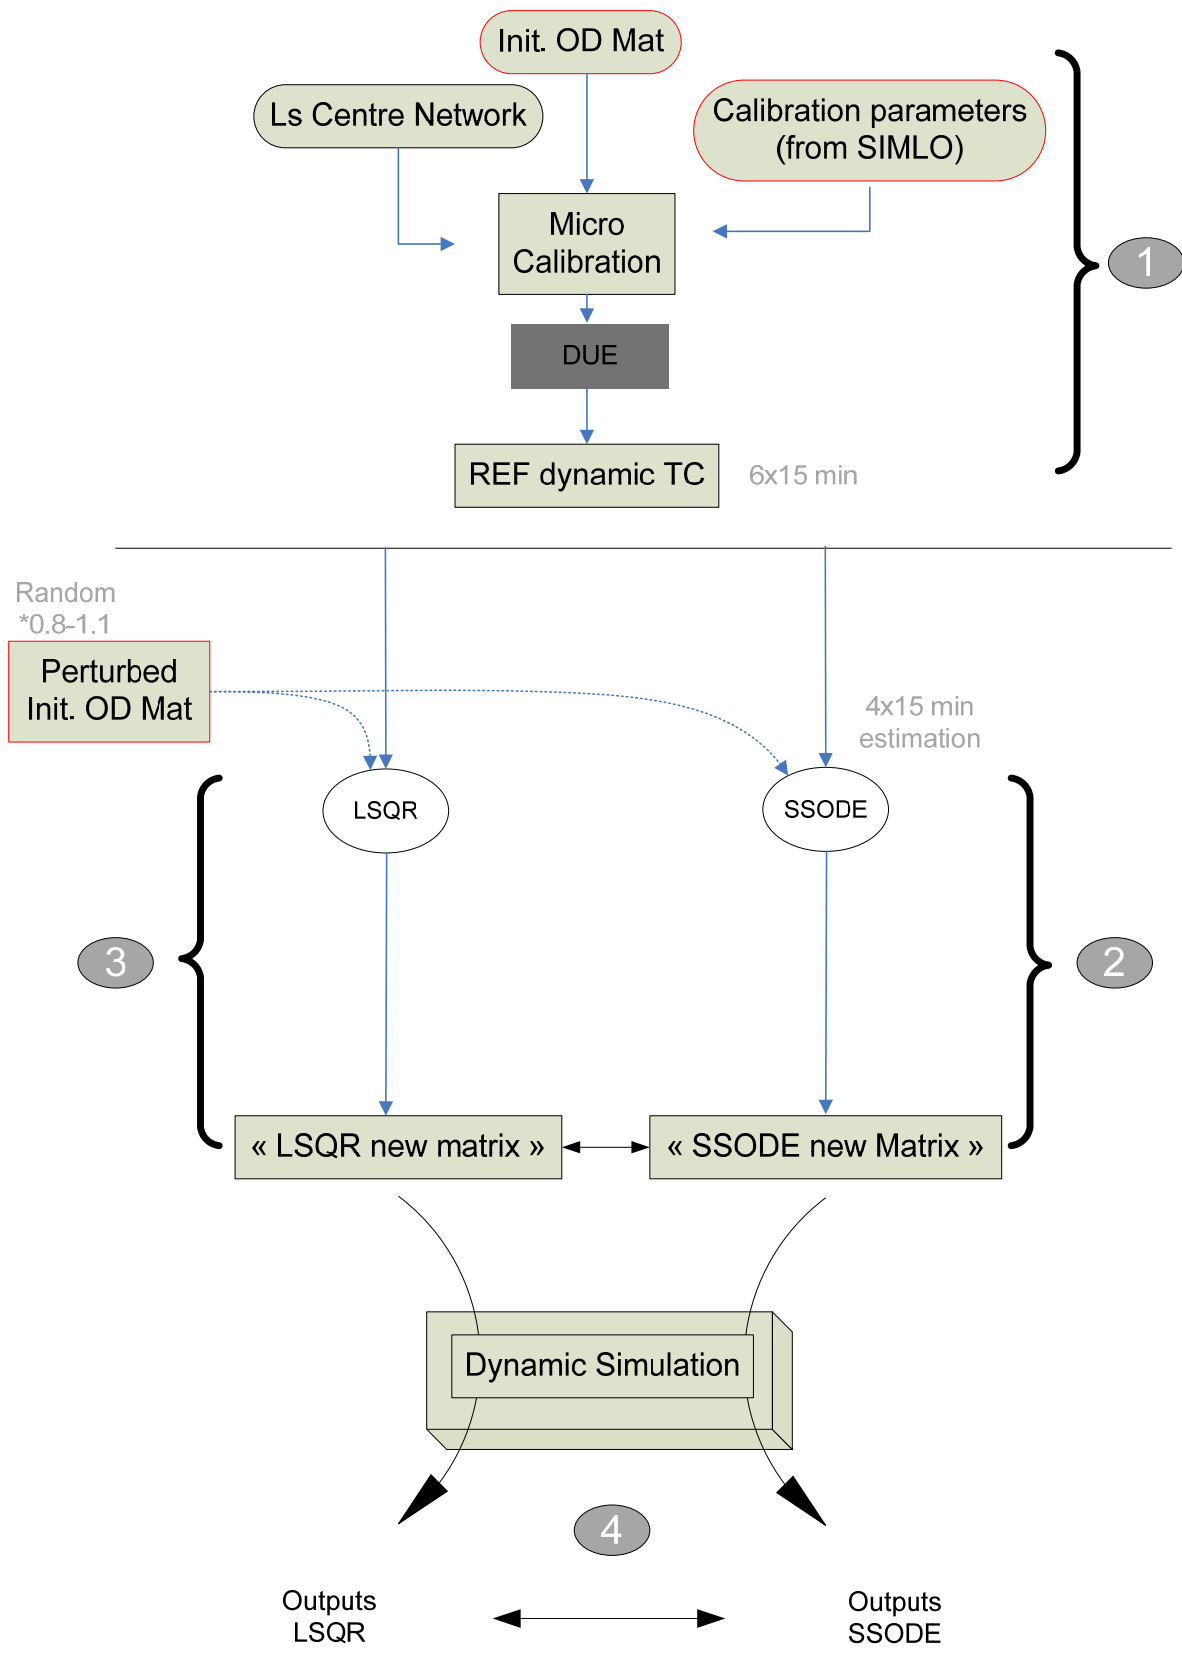 Init. OD Mat
Ls Centre Network
Calibration parameters
(from SIMLO)
Micro
Calibration
1
DUE
REF dynamic TC
6x15 min
Random
*0.8-1.1
Perturbed
Init. OD Mat
4x15 min
estimation
LSQR
SSODE
3
2
« LSQR new matrix »
« SSODE new Matrix »
Dynamic Simulation
4
Outputs
LSQR
Outputs
SSODE